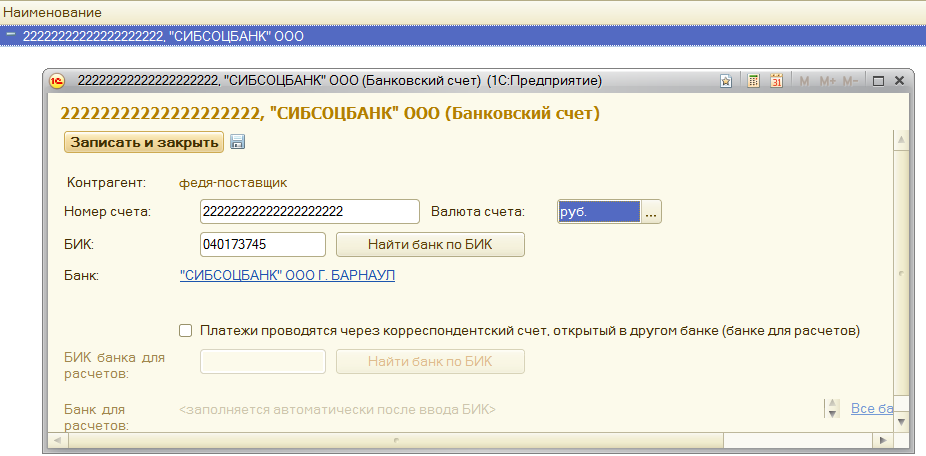 Наименование
22222222222222222222, "СИБСОЦБАНК" ООО
22222222222222222222, "СИБСОЦБАНК" ООО (Банковский счет) (1С:Предприятие)
M M+ M-
22222222222222222222, "СИБСОЦБАНК" ООО (Банковский счет)
Записать и закрыть
Контрагент: федя-поставщик
Номер счета: 22222222222222222222 Валюта счета: руб. ...
БИК: 040173745 Найти банк по БИК
Банк: "СИБСОЦБАНК" ООО Г. БАРНАУЛ
Платежи проводятся через корреспондентский счет, открытый в другом банке (банке для расчетов)
БИК банка для
расчетов: Найти банк по БИК
Банк для
расчетов: <заполняется автоматически после ввода БИК> Все ба